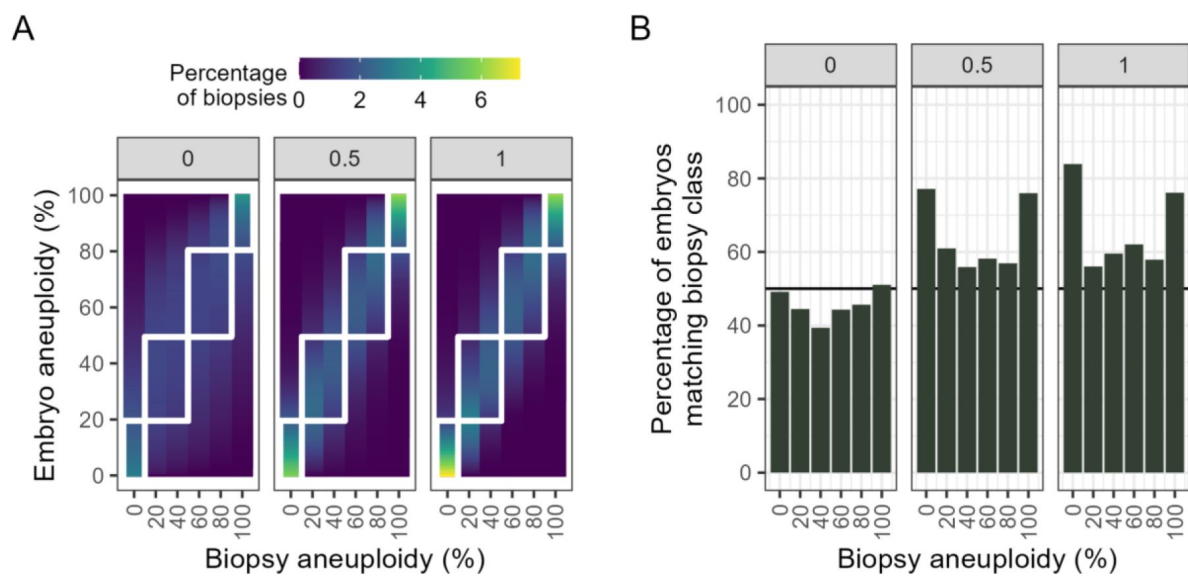 A
Percentage
of biopsies
0 2 4 6
0 0.5 1
Embryo aneuploidy (%)
100
80
60
40
20
0
0 20 40 60 80 100
0 20 40 60 80 100
0 20 40 60 80 100
Biopsy aneuploidy (%)
B
0 0.5 1
Percentage of embryos
matching biopsy class
100
80
60
40
20
0
0 20 40 60 80 100
0 20 40 60 80 100
0 20 40 60 80 100
Biopsy aneuploidy (%)